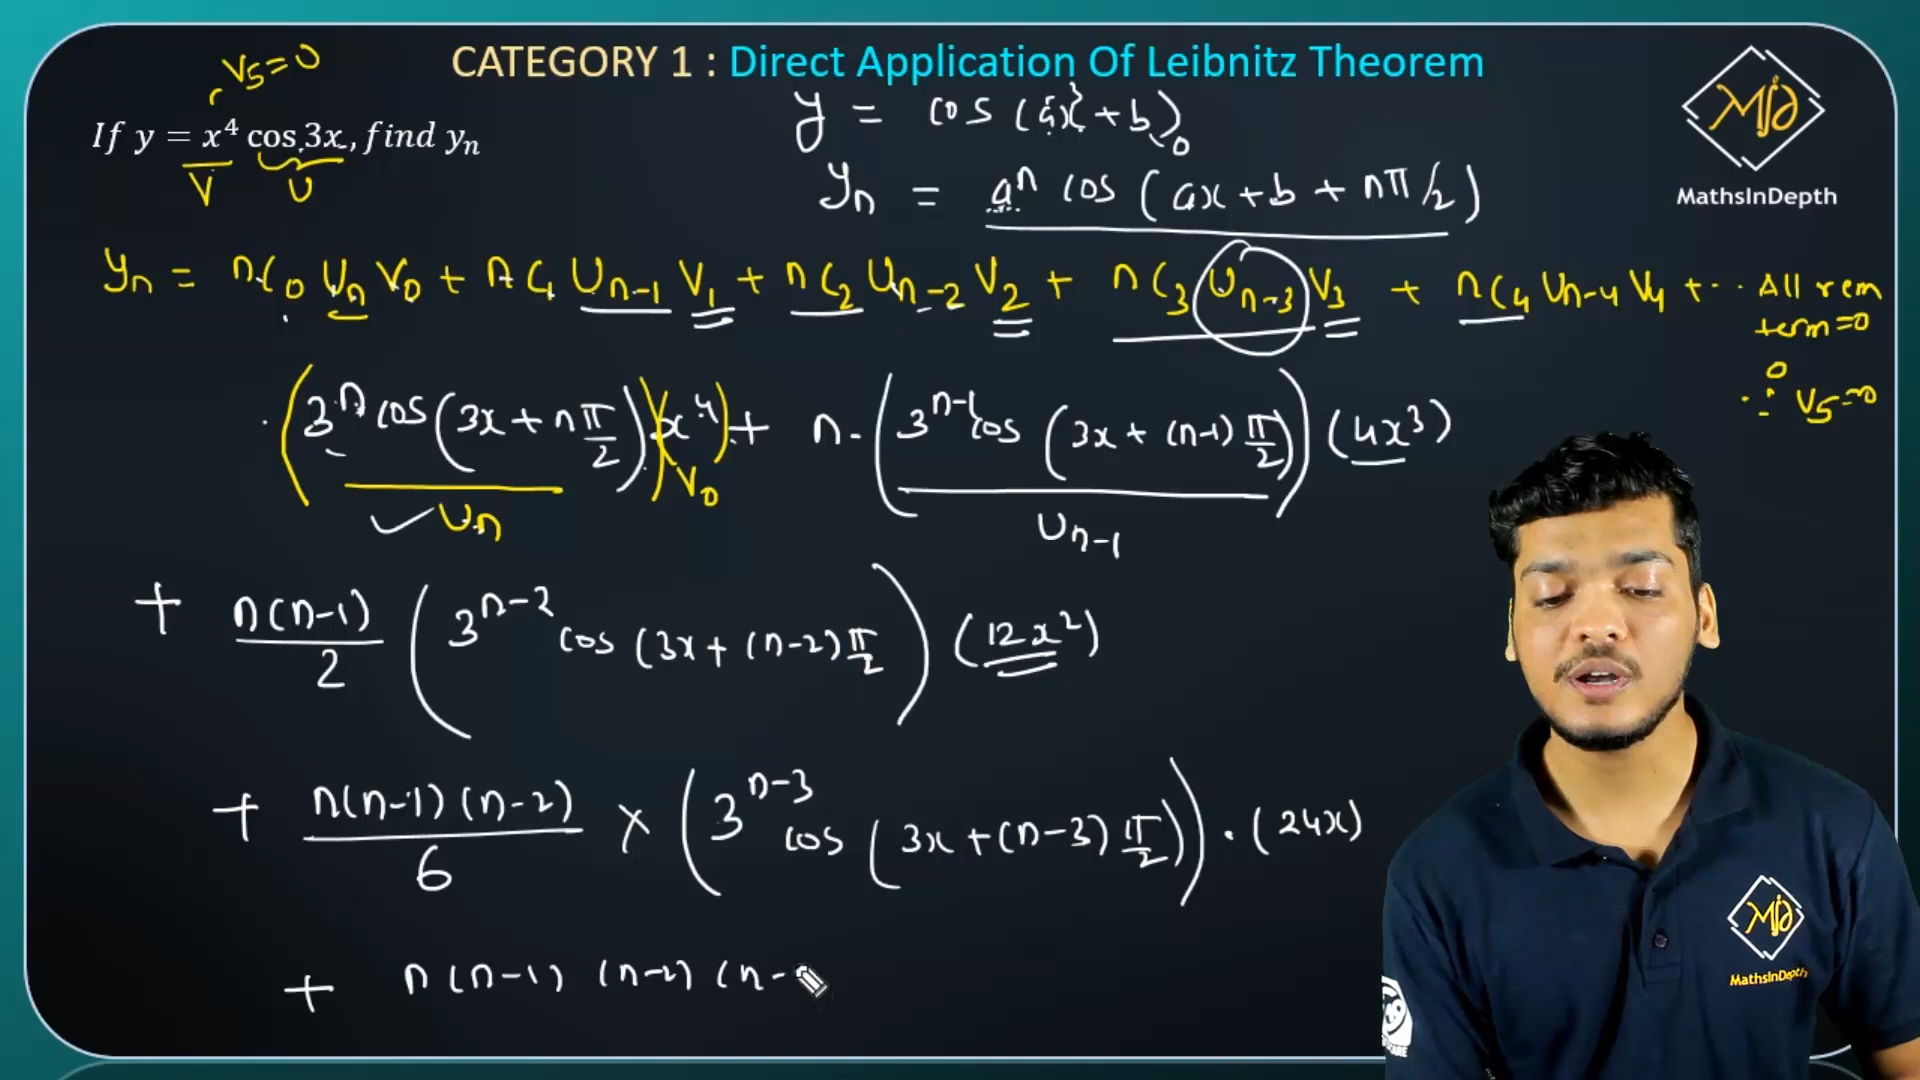 CATEGORY 1 : Direct Application Of Leibnitz Theorem
V₅=0
If y = x⁴ cos 3x, find yₙ
V U
y = cos (ax+b)
yₙ = aⁿ cos (ax+b+nπ/2)
MathsInDepth
yₙ = nC₀ Uₙ V₀ + nC₁ Uₙ₋₁ V₁ + nC₂ Uₙ₋₂ V₂ + nC₃ Uₙ₋₃ V₃ + nC₄ Uₙ₋₄ V₄ + ·· All rem
term=0
∵ V₅=0
(3ⁿ cos(3x+nπ/2))(x⁴) + n·(3ⁿ⁻¹ cos(3x+(n-1)π/2))(4x³)
Uₙ V₀ Uₙ₋₁
+ n(n-1)/2 (3ⁿ⁻² cos(3x+(n-2)π/2)) (12x²)
+ n(n-1)(n-2)/6 × (3ⁿ⁻³ cos(3x+(n-3)π/2)) · (24x)
+ n(n-1)(n-2)(n-
MathsInDepth